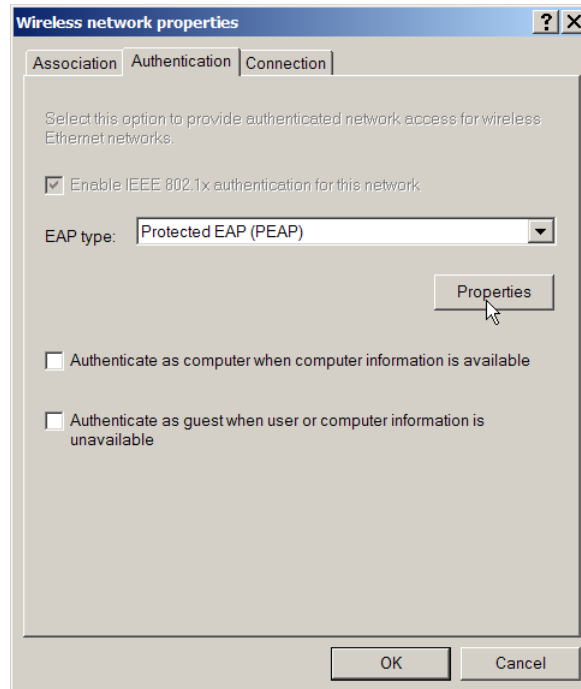 Wireless network properties
Association Authentication Connection
Select this option to provide authenticated network access for wireless
Ethernet networks.
Enable IEEE 802.1x authentication for this network
EAP type: Protected EAP (PEAP)
Properties
Authenticate as computer when computer information is available
Authenticate as guest when user or computer information is
unavailable
OK Cancel